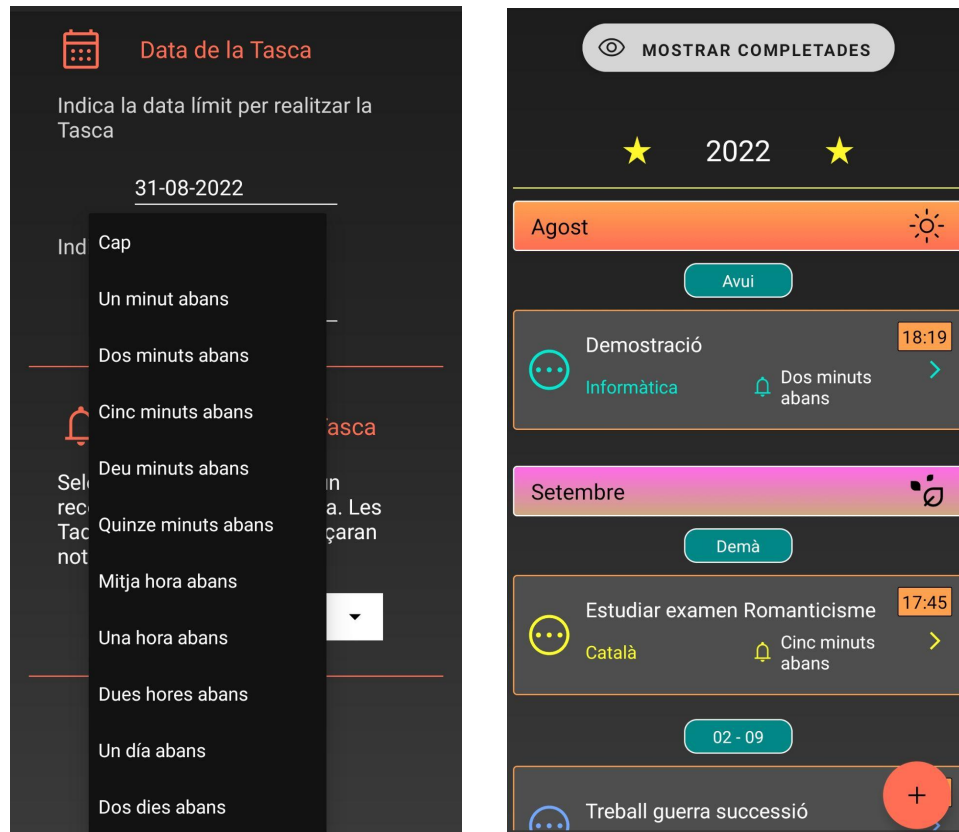 Data de la Tasca
Indica la data límit per realitzar la
Tasca
31-08-2022
Ind
Cap
Un minut abans
Dos minuts abans
Cinc minuts abans
asca
Deu minuts abans
Sel
un
rec
a. Les
Quinze minuts abans
Tac
çaran
not
Mitja hora abans
Una hora abans
Dues hores abans
Un día abans
Dos dies abans
MOSTRAR COMPLETADES
2022
Agost
Avui
18:19
Demostració
Informàtica
Dos minuts
abans
Setembre
Demà
17:45
Estudiar examen Romanticisme
Català
Cinc minuts
abans
02 - 09
Treball guerra successió
+